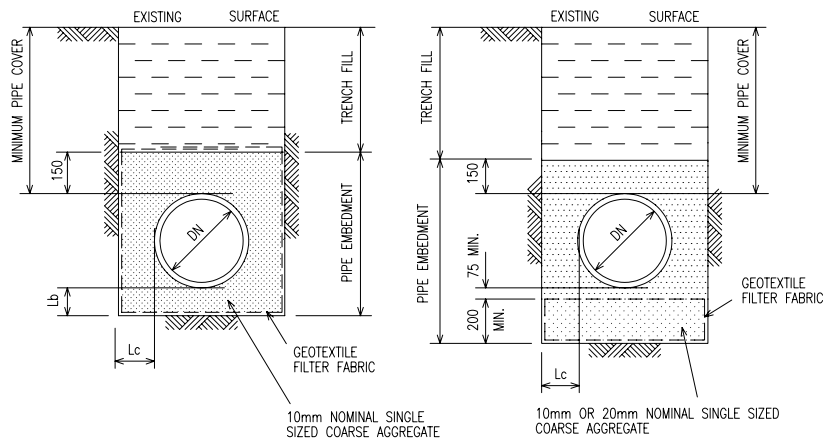 EXISTING SURFACE
MINIMUM PIPE COVER
TRENCH FILL
150
DN
PIPE EMBEDMENT
Lb
Lc
GEOTEXTILE
FILTER FABRIC
10mm NOMINAL SINGLE
SIZED COARSE AGGREGATE
EXISTING SURFACE
TRENCH FILL
MINIMUM PIPE COVER
150
DN
PIPE EMBEDMENT
75 MIN.
200
MIN.
GEOTEXTILE
FILTER FABRIC
Lc
10mm OR 20mm NOMINAL SINGLE SIZED
COARSE AGGREGATE